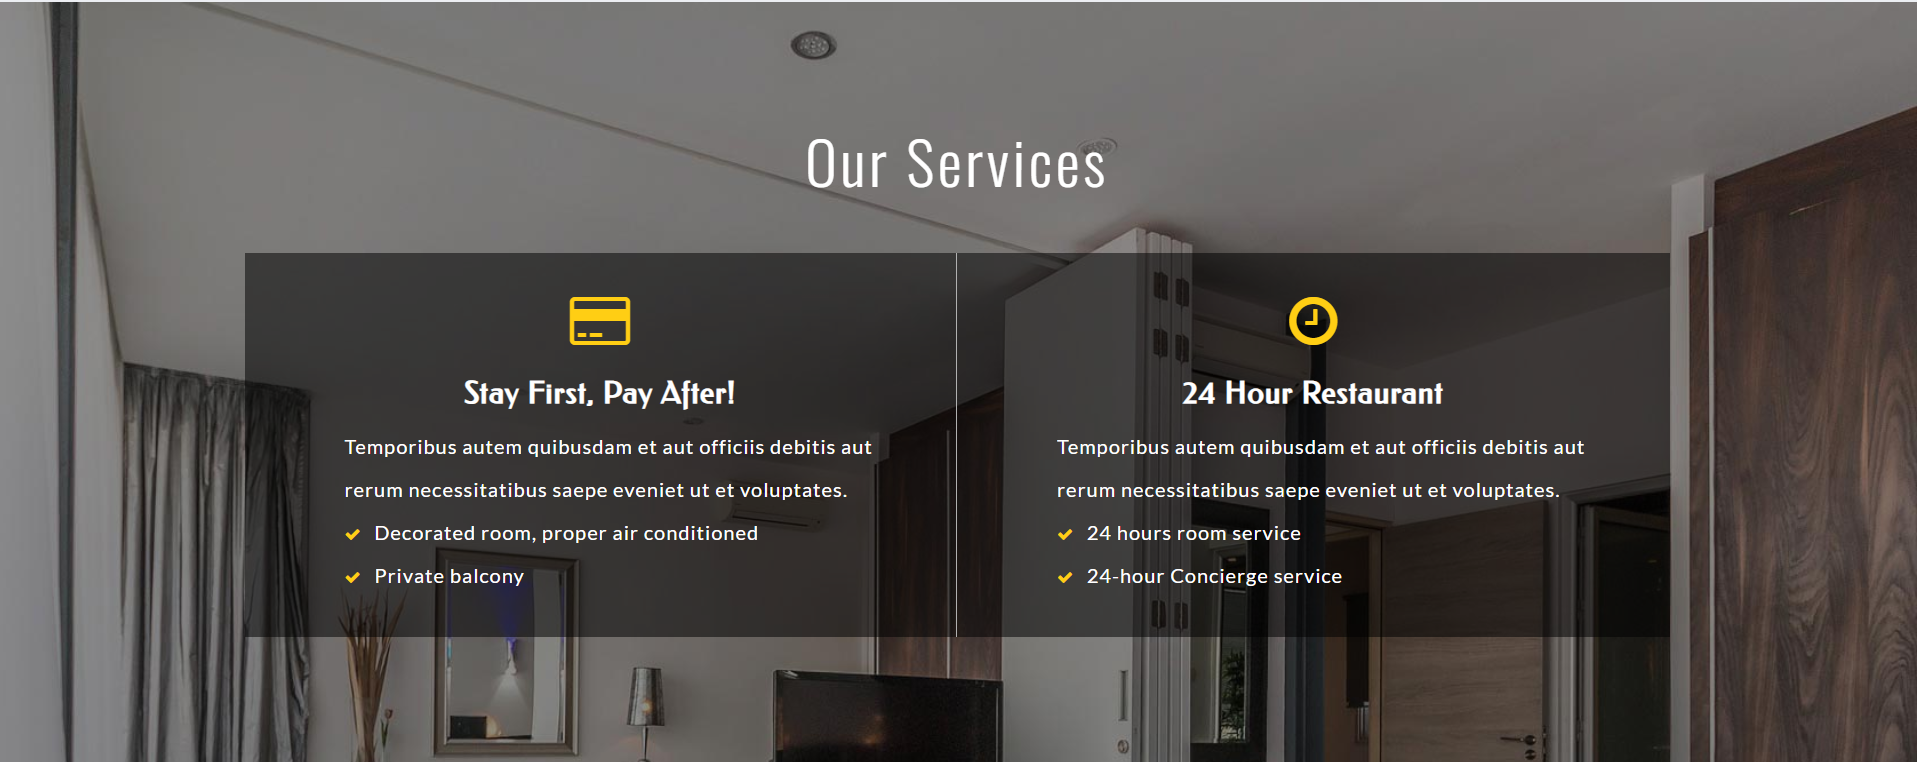 Our Services
Stay First, Pay After!
Temporibus autem quibusdam et aut officiis debitis aut
rerum necessitatibus saepe eveniet ut et voluptates.
Decorated room, proper air conditioned
Private balcony
24 Hour Restaurant
Temporibus autem quibusdam et aut officiis debitis aut
rerum necessitatibus saepe eveniet ut et voluptates.
24 hours room service
24-hour Concierge service